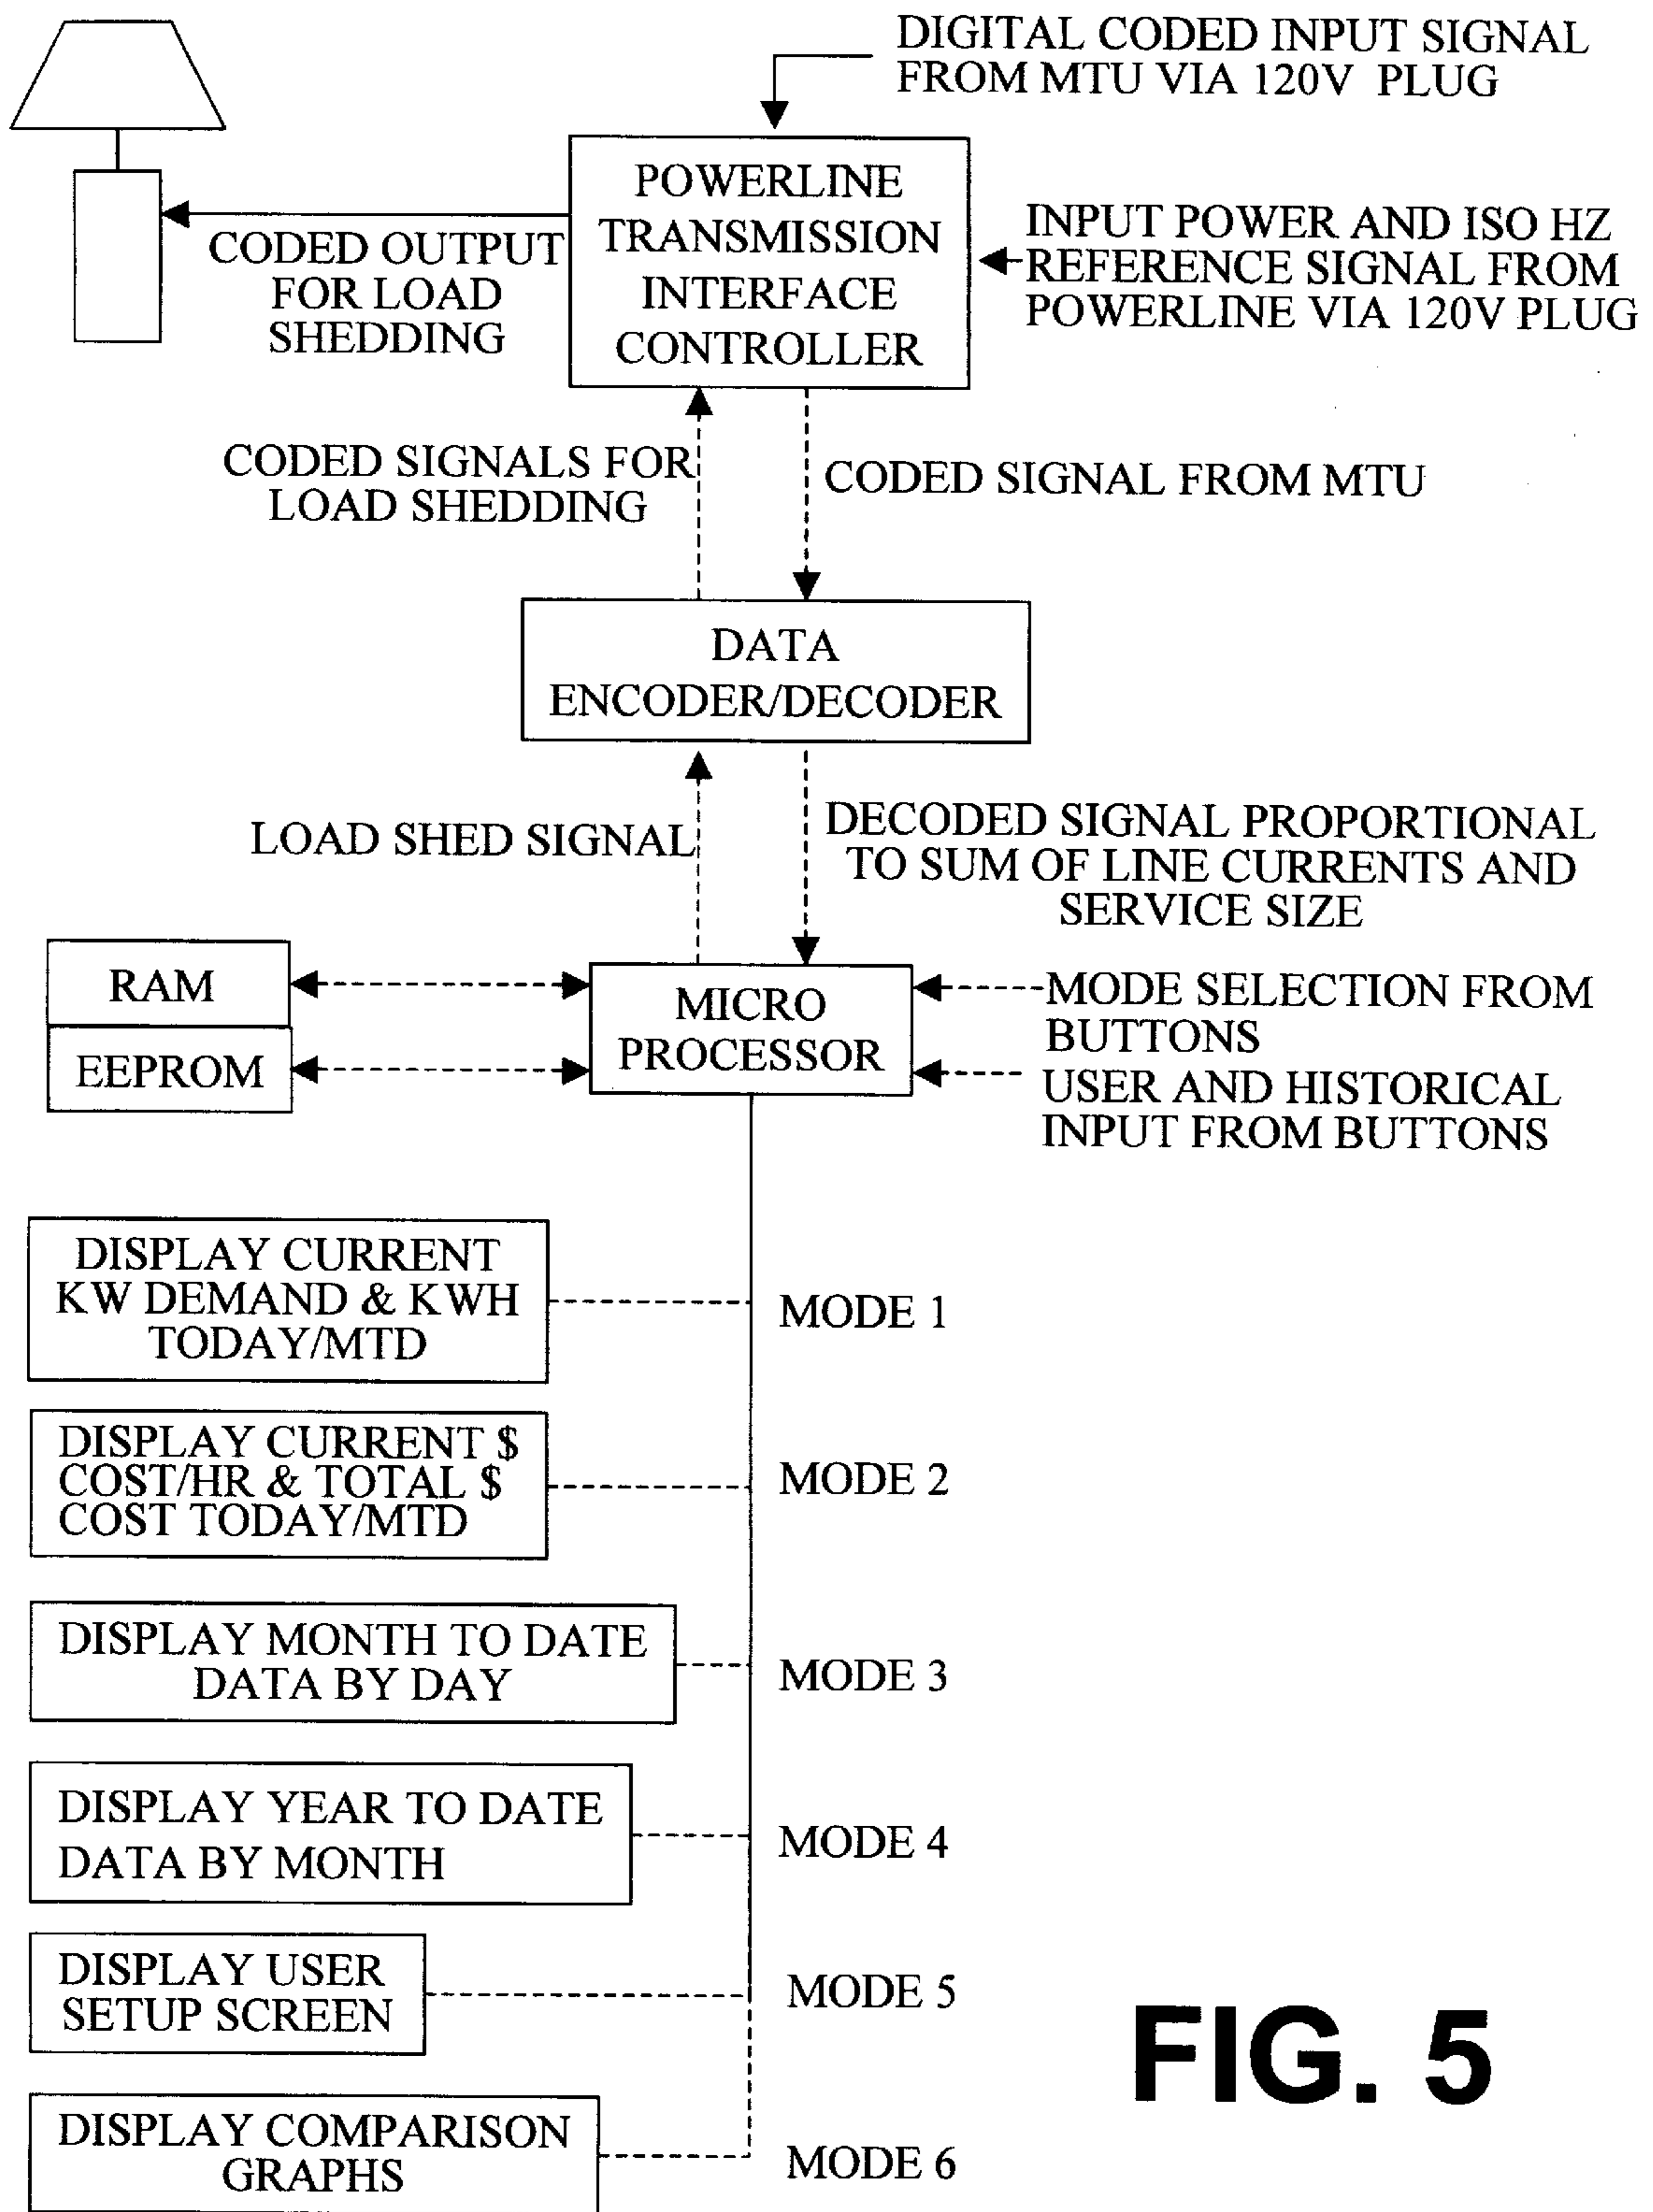 DIGITAL CODED INPUT SIGNAL
FROM MTU VIA 120V PLUG
POWERLINE
TRANSMISSION
INTERFACE
CONTROLLER
INPUT POWER AND ISO HZ
REFERENCE SIGNAL FROM
POWERLINE VIA 120V PLUG
CODED OUTPUT
FOR LOAD
SHEDDING
CODED SIGNALS FOR
LOAD SHEDDING
CODED SIGNAL FROM MTU
DATA
ENCODER/DECODER
LOAD SHED SIGNAL
DECODED SIGNAL PROPORTIONAL
TO SUM OF LINE CURRENTS AND
SERVICE SIZE
RAM
EEPROM
MICRO
PROCESSOR
MODE SELECTION FROM
BUTTONS
USER AND HISTORICAL
INPUT FROM BUTTONS
DISPLAY CURRENT
KW DEMAND & KWH
TODAY/MTD
MODE 1
DISPLAY CURRENT $
COST/HR & TOTAL $
COST TODAY/MTD
MODE 2
DISPLAY MONTH TO DATE
DATA BY DAY
MODE 3
DISPLAY YEAR TO DATE
DATA BY MONTH
MODE 4
DISPLAY USER
SETUP SCREEN
MODE 5
DISPLAY COMPARISON
GRAPHS
MODE 6
FIG. 5